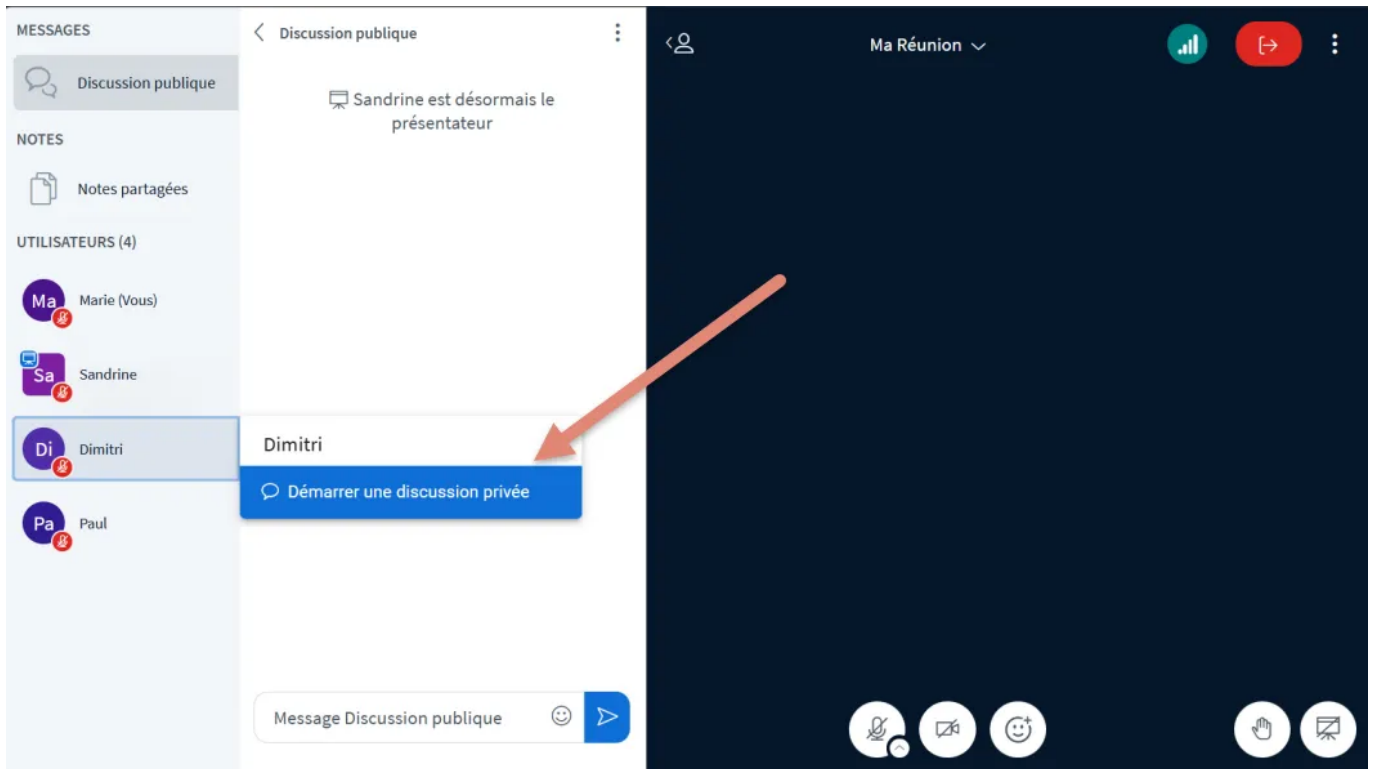 MESSAGES
Discussion publique
NOTES
Notes partagées
UTILISATEURS (4)
Ma
Marie (Vous)
Sa
Sandrine
Di
Dimitri
Pa
Paul
Discussion publique
Sandrine est désormais le
présentateur
Dimitri
Démarrer une discussion privée
Message Discussion publique
Ma Réunion